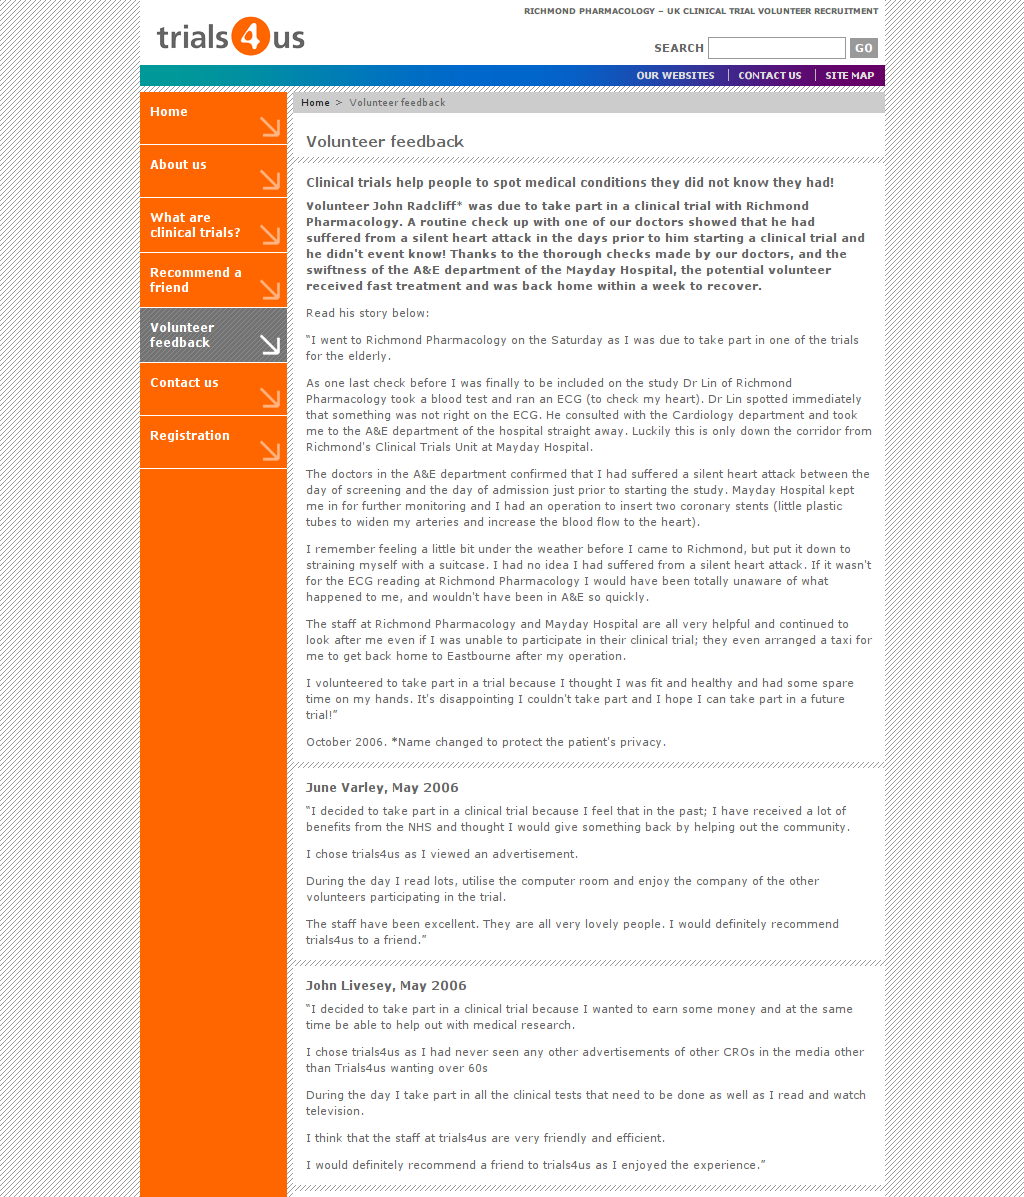 RICHMOND PHARMACOLOGY – UK CLINICAL TRIAL VOLUNTEER RECRUITMENT
trials4us
SEARCH GO
OUR WEBSITES CONTACT US SITE MAP
Home
About us
What are
clinical trials?
Recommend a
friend
Volunteer
feedback
Contact us
Registration
Home > Volunteer feedback
Volunteer feedback
Clinical trials help people to spot medical conditions they did not know they had!
Volunteer John Radcliff* was due to take part in a clinical trial with Richmond
Pharmacology. A routine check up with one of our doctors showed that he had
suffered from a silent heart attack in the days prior to him starting a clinical trial and
he didn't event know! Thanks to the thorough checks made by our doctors, and the
swiftness of the A&E department of the Mayday Hospital, the potential volunteer
received fast treatment and was back home within a week to recover.
Read his story below:
“I went to Richmond Pharmacology on the Saturday as I was due to take part in one of the trials
for the elderly.
As one last check before I was finally to be included on the study Dr Lin of Richmond
Pharmacology took a blood test and ran an ECG (to check my heart). Dr Lin spotted immediately
that something was not right on the ECG. He consulted with the Cardiology department and took
me to the A&E department of the hospital straight away. Luckily this is only down the corridor from
Richmond's Clinical Trials Unit at Mayday Hospital.
The doctors in the A&E department confirmed that I had suffered a silent heart attack between the
day of screening and the day of admission just prior to starting the study. Mayday Hospital kept
me in for further monitoring and I had an operation to insert two coronary stents (little plastic
tubes to widen my arteries and increase the blood flow to the heart).
I remember feeling a little bit under the weather before I came to Richmond, but put it down to
straining myself with a suitcase. I had no idea I had suffered from a silent heart attack. If it wasn't
for the ECG reading at Richmond Pharmacology I would have been totally unaware of what
happened to me, and wouldn't have been in A&E so quickly.
The staff at Richmond Pharmacology and Mayday Hospital are all very helpful and continued to
look after me even if I was unable to participate in their clinical trial; they even arranged a taxi for
me to get back home to Eastbourne after my operation.
I volunteered to take part in a trial because I thought I was fit and healthy and had some spare
time on my hands. It's disappointing I couldn't take part and I hope I can take part in a future
trial!”
October 2006. *Name changed to protect the patient's privacy.
June Varley, May 2006
“I decided to take part in a clinical trial because I feel that in the past; I have received a lot of
benefits from the NHS and thought I would give something back by helping out the community.
I chose trials4us as I viewed an advertisement.
During the day I read lots, utilise the computer room and enjoy the company of the other
volunteers participating in the trial.
The staff have been excellent. They are all very lovely people. I would definitely recommend
trials4us to a friend.”
John Livesey, May 2006
“I decided to take part in a clinical trial because I wanted to earn some money and at the same
time be able to help out with medical research.
I chose trials4us as I had never seen any other advertisements of other CROs in the media other
than Trials4us wanting over 60s
During the day I take part in all the clinical tests that need to be done as well as I read and watch
television.
I think that the staff at trials4us are very friendly and efficient.
I would definitely recommend a friend to trials4us as I enjoyed the experience.”